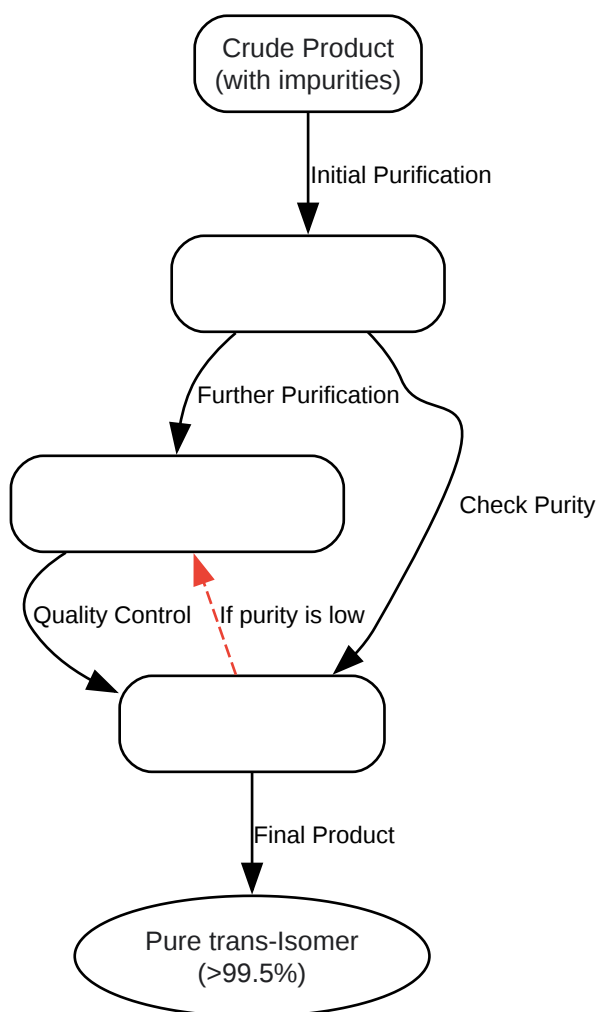 Crude Product
(with impurities)
Initial Purification
Further Purification
Check Purity
Quality Control
If purity is low
Final Product
Pure trans-Isomer
(>99.5%)